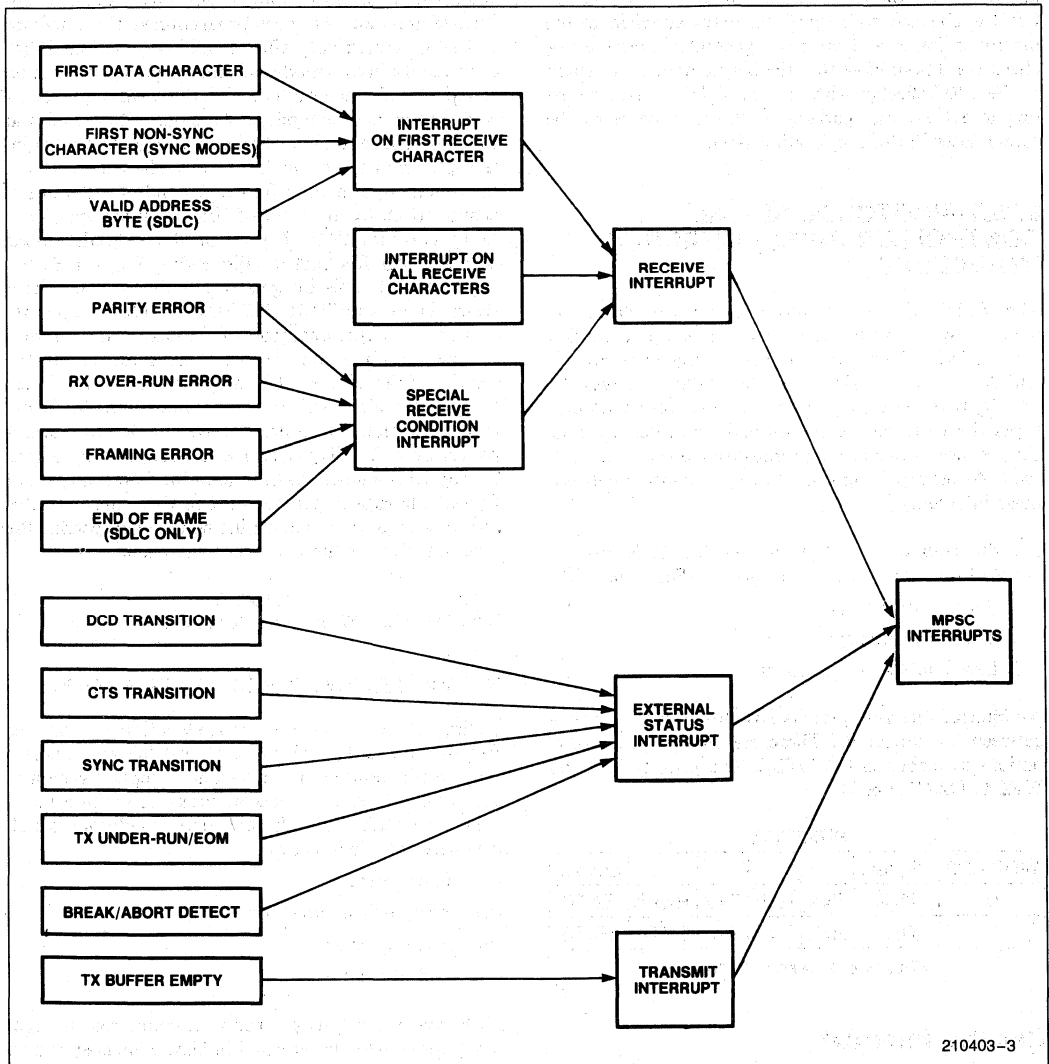 FIRST DATA CHARACTER
FIRST NON-SYNC
CHARACTER (SYNC MODES)
VALID ADDRESS
BYTE (SDLC)
INTERRUPT
ON FIRST RECEIVE
CHARACTER
INTERRUPT ON
ALL RECEIVE
CHARACTERS
RECEIVE
INTERRUPT
PARITY ERROR
RX OVER-RUN ERROR
FRAMING ERROR
END OF FRAME
(SDLC ONLY)
SPECIAL
RECEIVE
CONDITION
INTERRUPT
DCD TRANSITION
CTS TRANSITION
SYNC TRANSITION
TX UNDER-RUN/EOM
BREAK/ABORT DETECT
EXTERNAL
STATUS
INTERRUPT
MPSC
INTERRUPTS
TX BUFFER EMPTY
TRANSMIT
INTERRUPT
210403–3